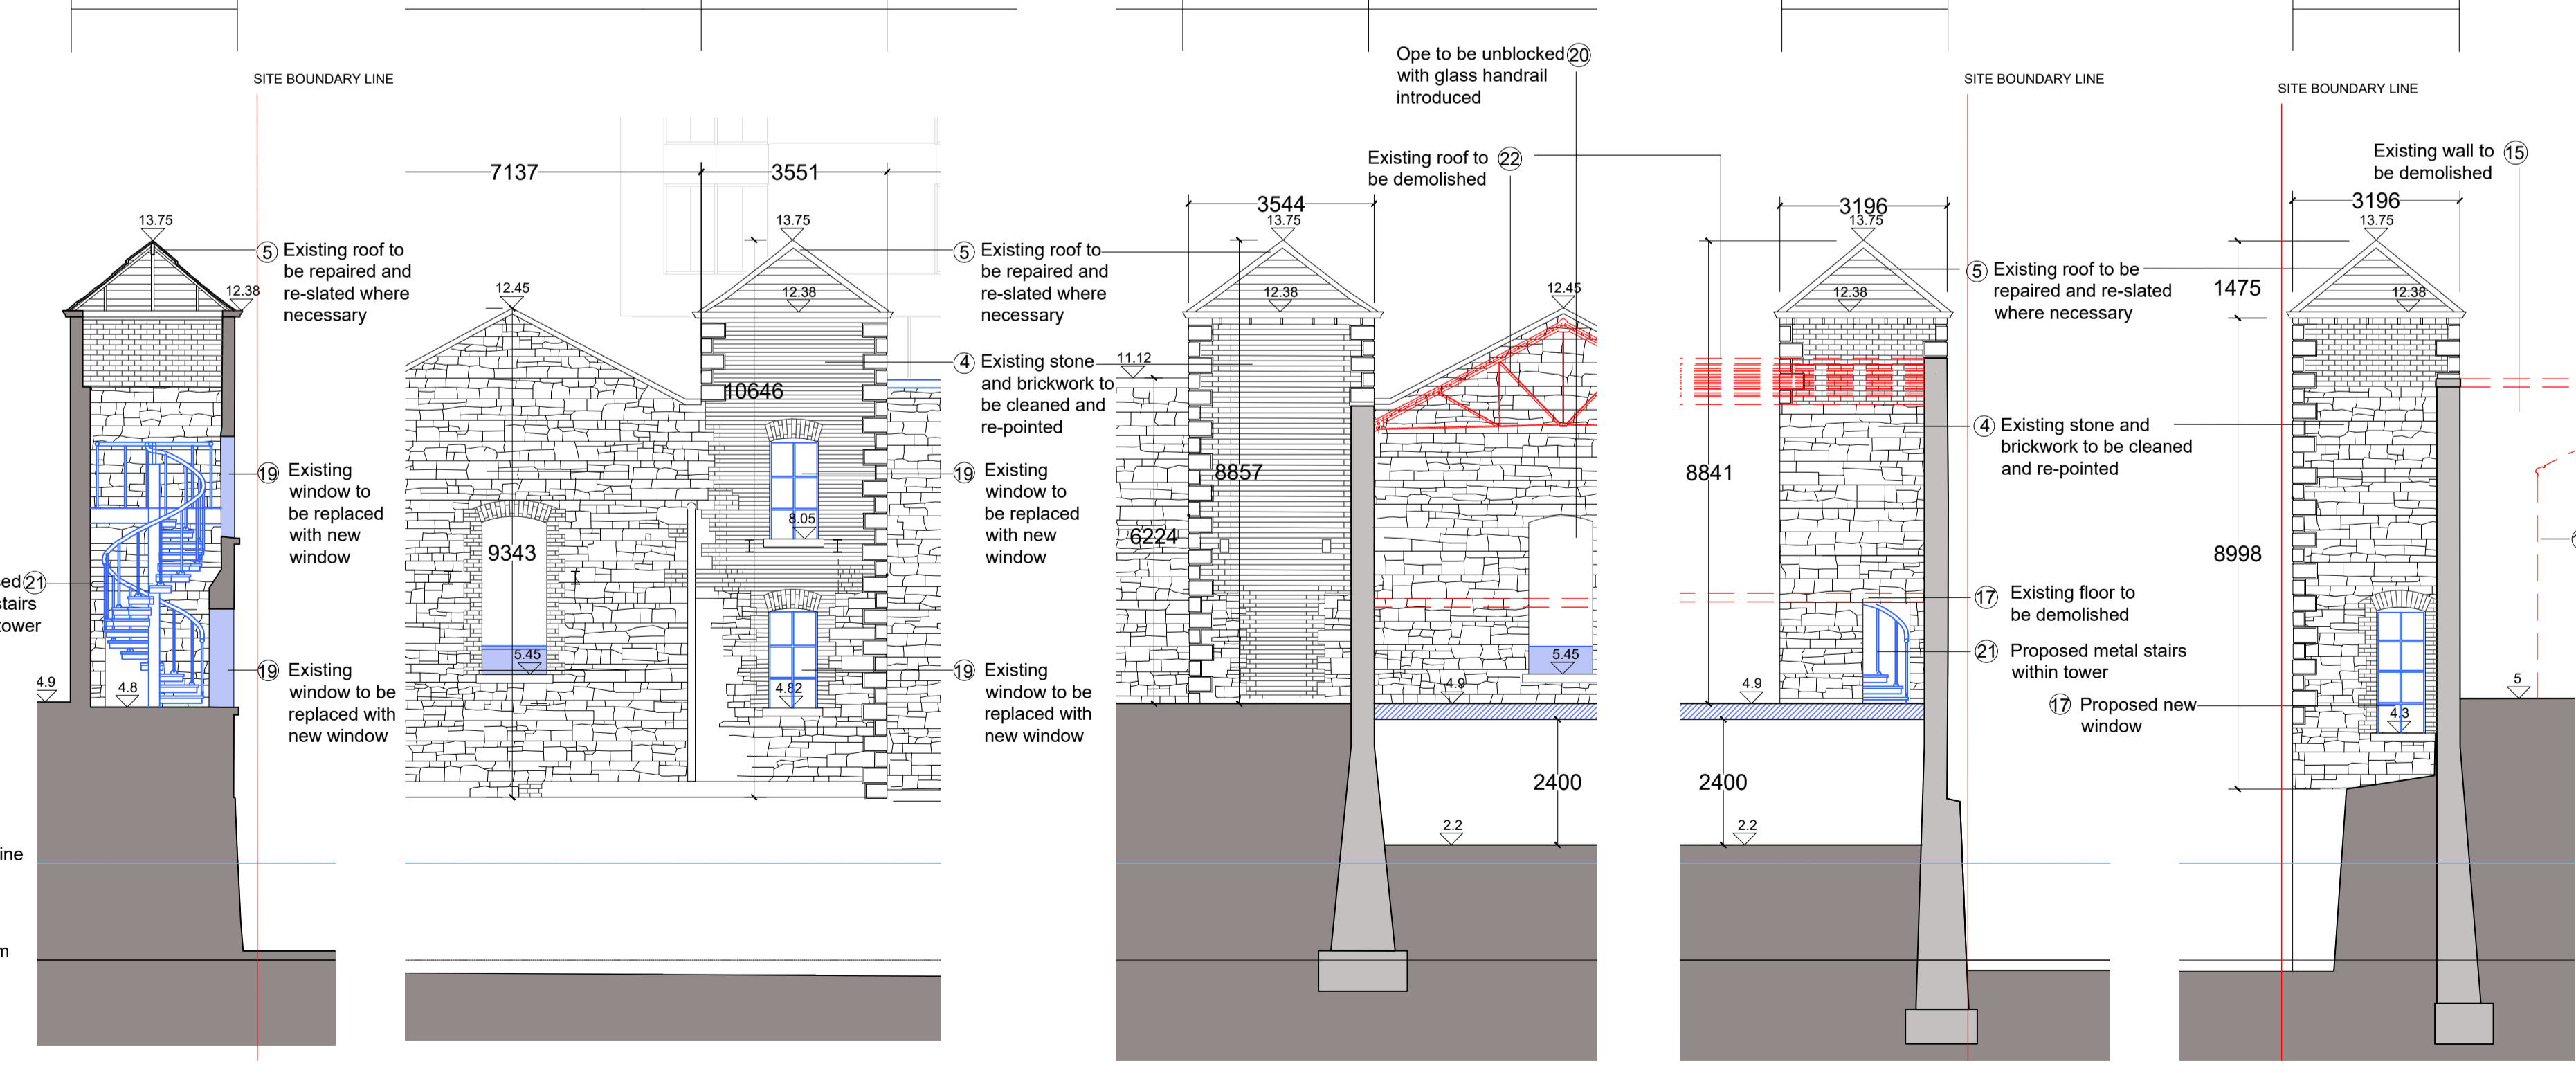 SITE BOUNDARY LINE
13.75
5 Existing roof to
be repaired and
re-slated where
necessary
12.38
19 Existing
window to
be replaced
with new
window
21
stairs
4.9
4.8
19 Existing
window to be
replaced with
new window
7137
3551
13.75
12.45
12.38
10646
9343
8.05
5.45
4.82
5 Existing roof to
be repaired and
re-slated where
necessary
4 Existing stone
and brickwork to
be cleaned and
re-pointed
19 Existing
window to
be replaced
with new
window
19 Existing
window to be
replaced with
new window
Ope to be unblocked 20
with glass handrail
introduced
Existing roof to 22
be demolished
3544
13.75
12.38
12.45
11.12
8857
6224
5.45
4.9
2400
2.2
SITE BOUNDARY LINE
3196
13.75
12.38
8841
4.9
2400
2.2
5 Existing roof to be
repaired and re-slated
where necessary
4 Existing stone and
brickwork to be cleaned
and re-pointed
17 Existing floor to
be demolished
21 Proposed metal stairs
within tower
17 Proposed new
window
SITE BOUNDARY LINE
Existing wall to 15
be demolished
3196
13.75
1475
12.38
8998
4.3
5